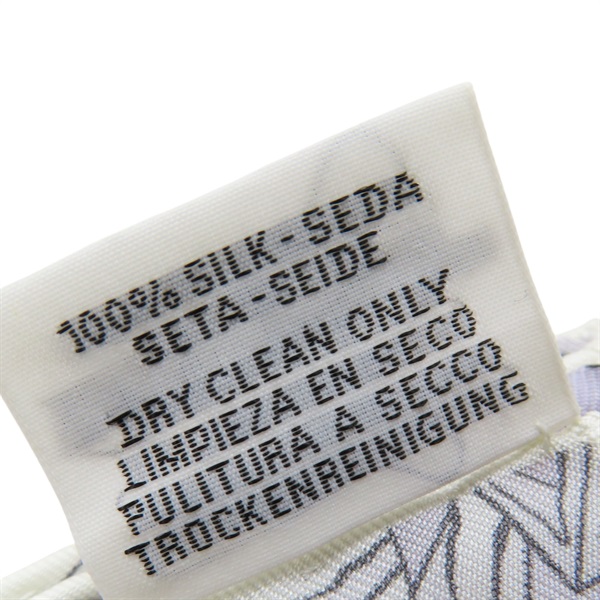 100% SILK-SEDA
SETA-SEIDE
DRY CLEAN ONLY
LIMPIEZA EN SECO
PULITURA A SECCO
TROCKENREINIGUNG